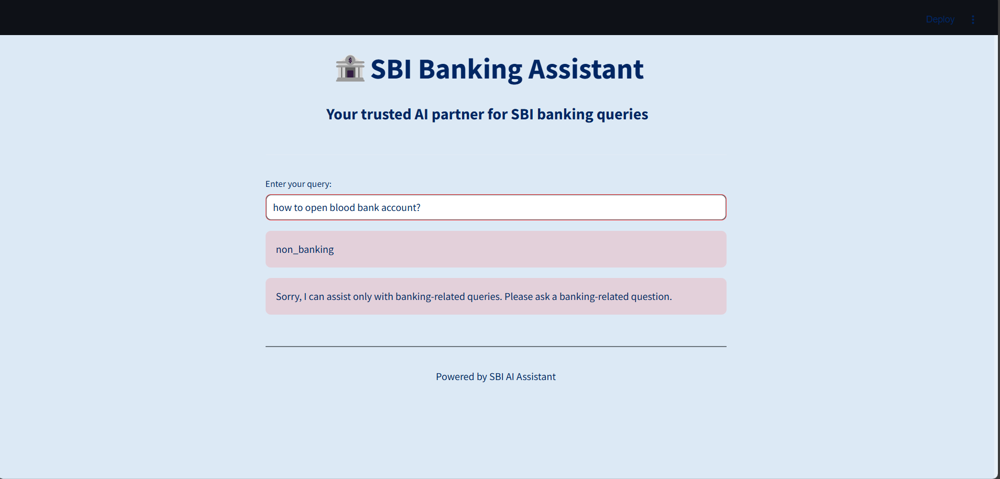 Deploy
SBI Banking Assistant
Your trusted AI partner for SBI banking queries
Enter your query:
how to open blood bank account?
non_banking
Sorry, I can assist only with banking-related queries. Please ask a banking-related question.
Powered by SBI AI Assistant